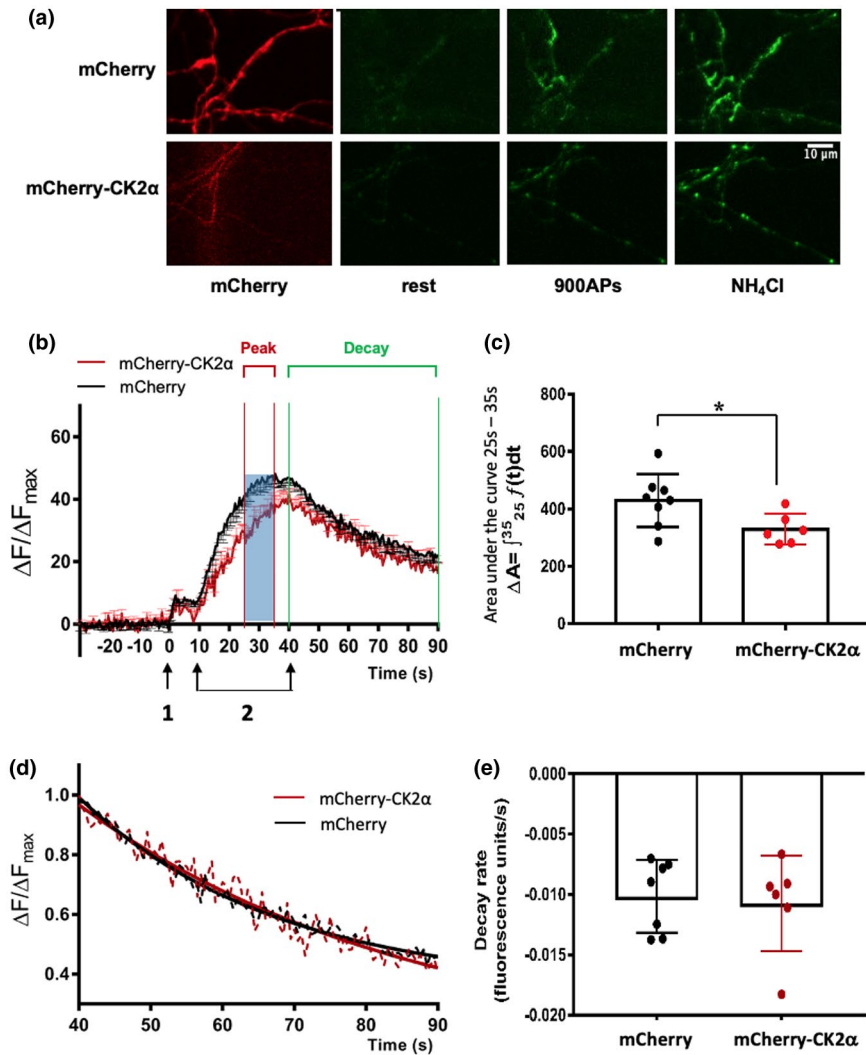 (a)
mCherry
mCherry-CK2α
10 µm
mCherry rest 900APs NH₄Cl
(b)
mCherry-CK2α
mCherry
Peak Decay
ΔF/ΔFmax
60
40
20
0
-20 -10 0 10 20 30 40 50 60 70 80 90
Time (s)
1 2
(c)
Area under the curve 25s – 35s
ΔA= ∫³⁵₂₅ f(t)dt
800
600
400
200
0
*
mCherry mCherry-CK2α
(d)
mCherry-CK2α
mCherry
ΔF/ΔFmax
1.0
0.8
0.6
0.4
40 50 60 70 80 90
Time (s)
(e)
Decay rate
(fluorescence units/s)
0.000
-0.005
-0.010
-0.015
-0.020
mCherry mCherry-CK2α